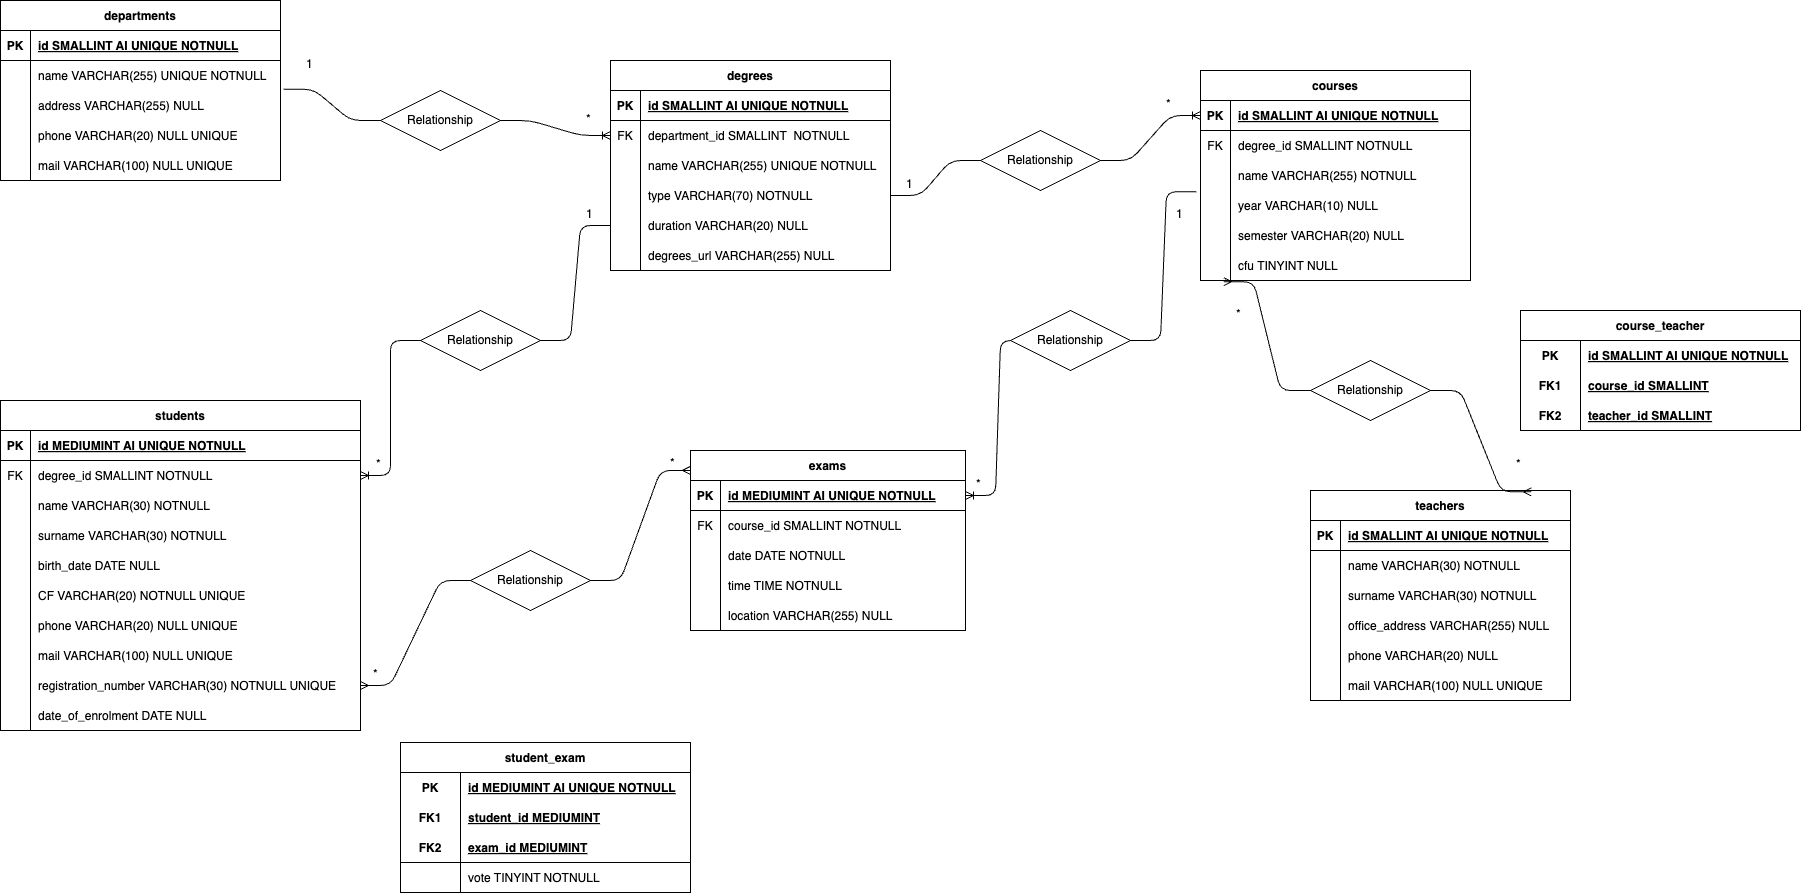 departments
PK id SMALLINT AI UNIQUE NOTNULL
name VARCHAR(255) UNIQUE NOTNULL
address VARCHAR(255) NULL
phone VARCHAR(20) NULL UNIQUE
mail VARCHAR(100) NULL UNIQUE
1
Relationship
*
degrees
PK id SMALLINT AI UNIQUE NOTNULL
FK department_id SMALLINT  NOTNULL
name VARCHAR(255) UNIQUE NOTNULL
type VARCHAR(70) NOTNULL
duration VARCHAR(20) NULL
degrees_url VARCHAR(255) NULL
1
Relationship
*
courses
PK id SMALLINT AI UNIQUE NOTNULL
FK degree_id SMALLINT NOTNULL
name VARCHAR(255) NOTNULL
year VARCHAR(10) NULL
semester VARCHAR(20) NULL
cfu TINYINT NULL
1
Relationship
*
1
Relationship
*
*
Relationship
*
course_teacher
PK id SMALLINT AI UNIQUE NOTNULL
FK1 course_id SMALLINT
FK2 teacher_id SMALLINT
students
PK id MEDIUMINT AI UNIQUE NOTNULL
FK degree_id SMALLINT NOTNULL
name VARCHAR(30) NOTNULL
surname VARCHAR(30) NOTNULL
birth_date DATE NULL
CF VARCHAR(20) NOTNULL UNIQUE
phone VARCHAR(20) NULL UNIQUE
mail VARCHAR(100) NULL UNIQUE
registration_number VARCHAR(30) NOTNULL UNIQUE
date_of_enrolment DATE NULL
*
Relationship
*
exams
PK id MEDIUMINT AI UNIQUE NOTNULL
FK course_id SMALLINT NOTNULL
date DATE NOTNULL
time TIME NOTNULL
location VARCHAR(255) NULL
teachers
PK id SMALLINT AI UNIQUE NOTNULL
name VARCHAR(30) NOTNULL
surname VARCHAR(30) NOTNULL
office_address VARCHAR(255) NULL
phone VARCHAR(20) NULL
mail VARCHAR(100) NULL UNIQUE
student_exam
PK id MEDIUMINT AI UNIQUE NOTNULL
FK1 student_id MEDIUMINT
FK2 exam_id MEDIUMINT
vote TINYINT NOTNULL